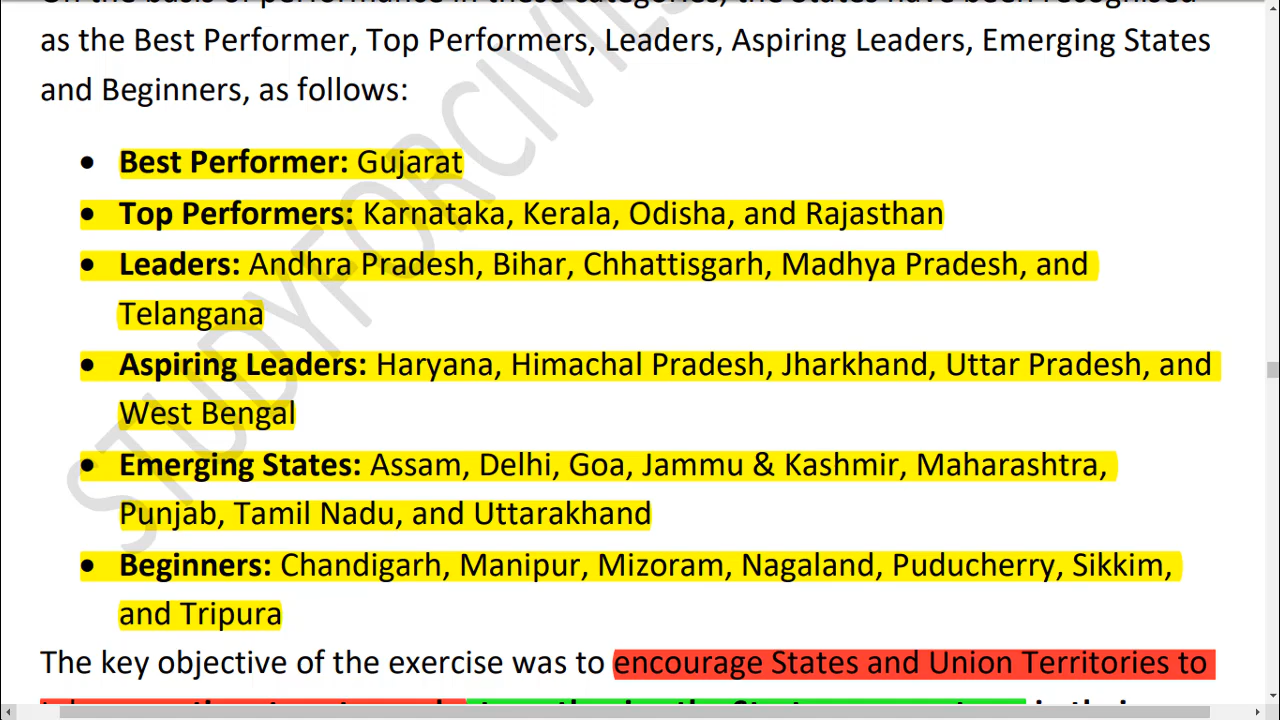 as the Best Performer, Top Performers, Leaders, Aspiring Leaders, Emerging States
and Beginners, as follows:
• Best Performer: Gujarat
• Top Performers: Karnataka, Kerala, Odisha, and Rajasthan
• Leaders: Andhra Pradesh, Bihar, Chhattisgarh, Madhya Pradesh, and
Telangana
• Aspiring Leaders: Haryana, Himachal Pradesh, Jharkhand, Uttar Pradesh, and
West Bengal
• Emerging States: Assam, Delhi, Goa, Jammu & Kashmir, Maharashtra,
Punjab, Tamil Nadu, and Uttarakhand
• Beginners: Chandigarh, Manipur, Mizoram, Nagaland, Puducherry, Sikkim,
and Tripura
The key objective of the exercise was to encourage States and Union Territories to
STUDYFORCIVIL